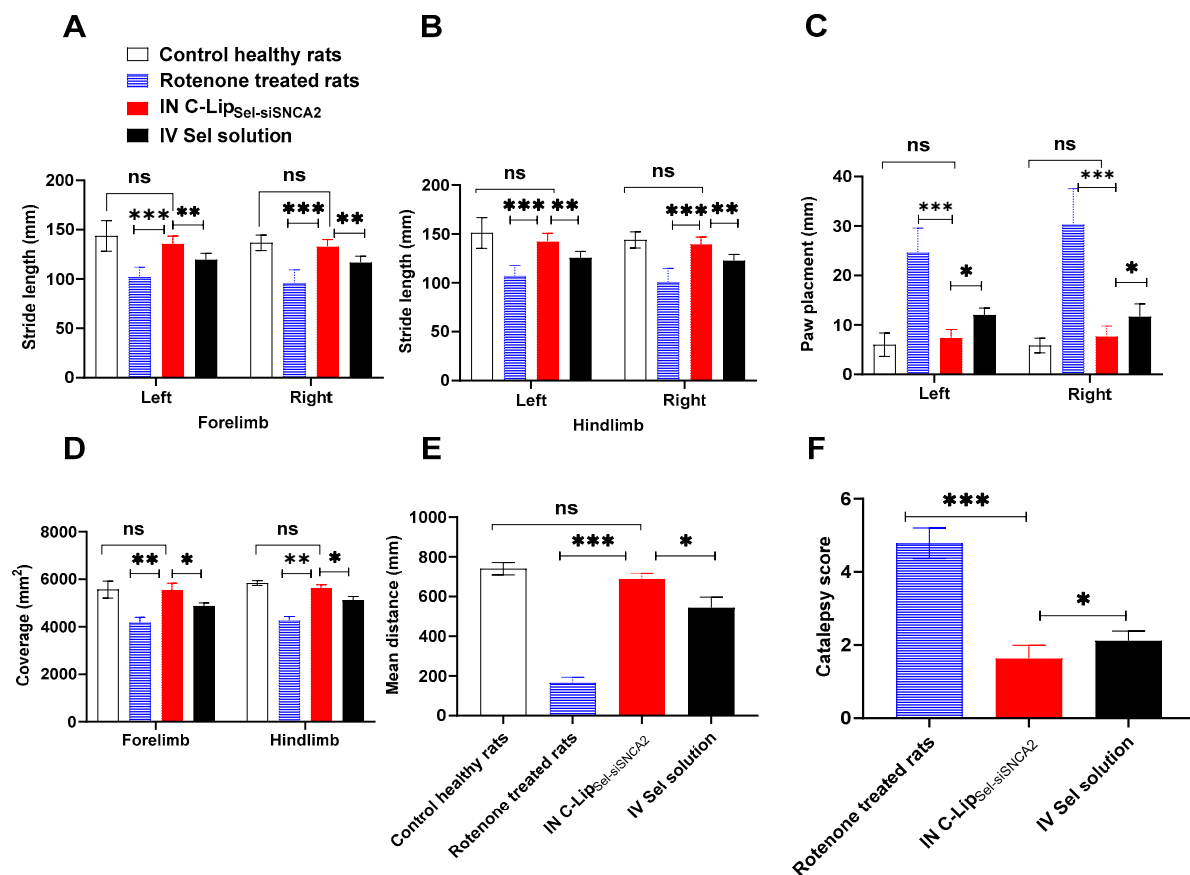 A
B
C
Control healthy rats
Rotenone treated rats
IN C-LipSel-siSNCA2
IV Sel solution
Stride length (mm)
200
150
100
50
0
ns
*** **
ns
*** **
Left Right
Forelimb
Stride length (mm)
200
150
100
50
0
ns
*** **
ns
*** **
Left Right
Hindlimb
Paw placment (mm)
40
30
20
10
0
ns
***
*
ns
***
*
Left Right
D
E
F
Coverage (mm2)
8000
6000
4000
2000
0
ns
** *
ns
** *
Forelimb Hindlimb
Mean distance (mm)
1000
800
600
400
200
0
ns
*** *
Control healthy rats
Rotenone treated rats
IN C-LipSel-siSNCA2
IV Sel solution
Catalepsy score
6
4
2
0
***
*
Rotenone treated rats
IN C-LipSel-siSNCA2
IV Sel solution